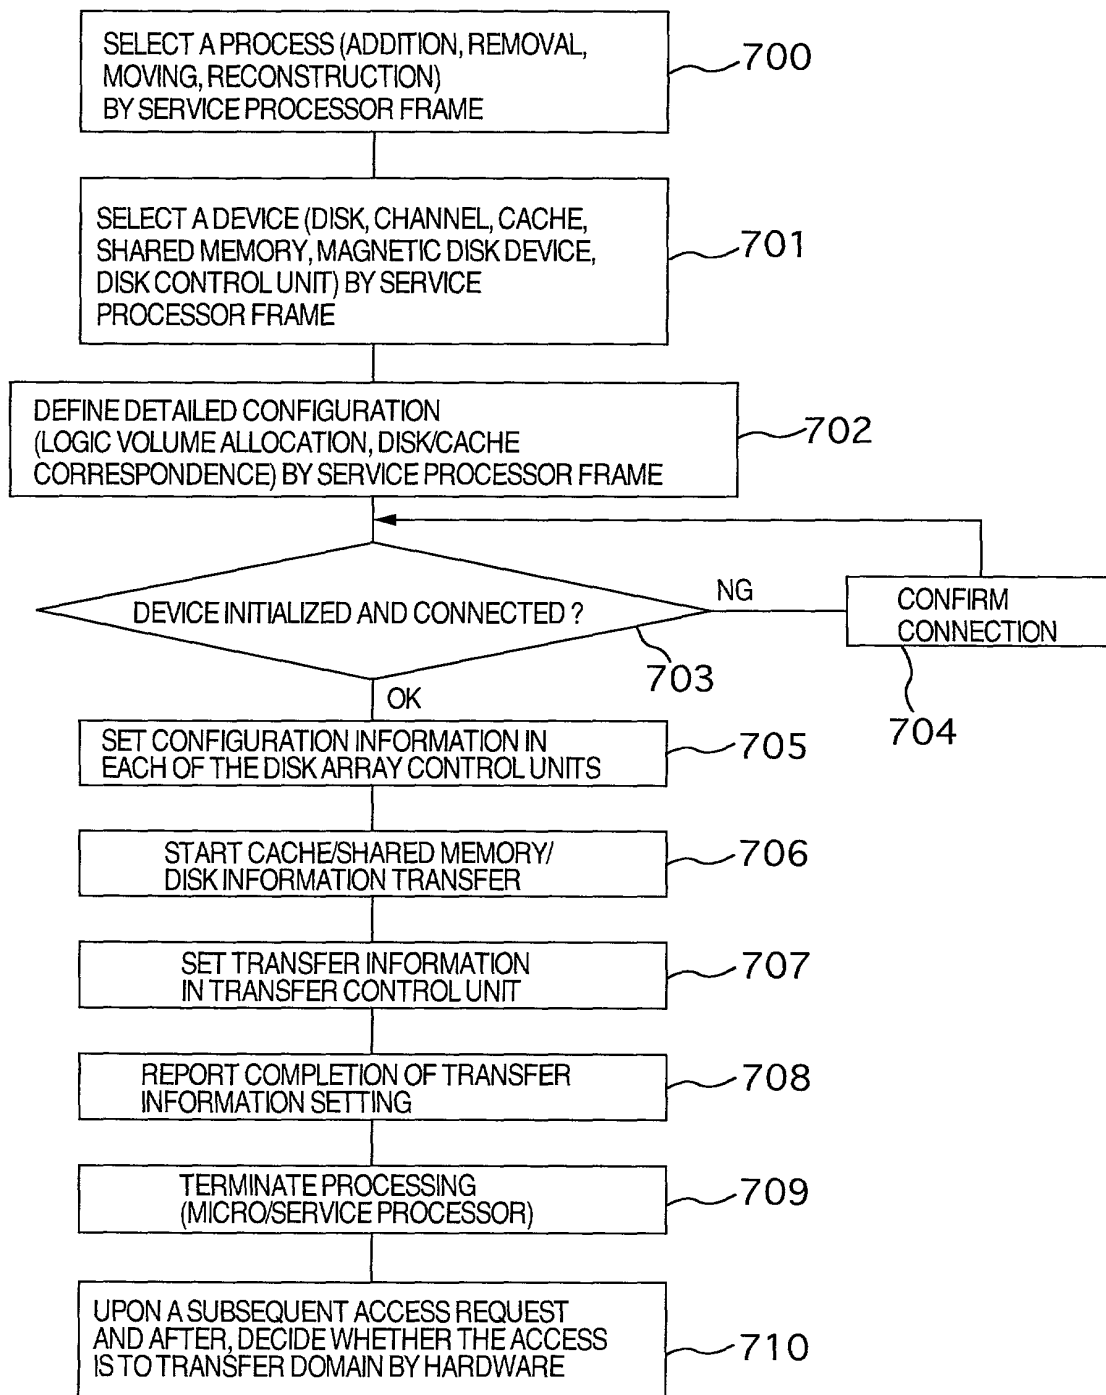 SELECT A PROCESS (ADDITION, REMOVAL,
MOVING, RECONSTRUCTION)
BY SERVICE PROCESSOR FRAME
700
SELECT A DEVICE (DISK, CHANNEL, CACHE,
SHARED MEMORY, MAGNETIC DISK DEVICE,
DISK CONTROL UNIT) BY SERVICE
PROCESSOR FRAME
701
DEFINE DETAILED CONFIGURATION
(LOGIC VOLUME ALLOCATION, DISK/CACHE
CORRESPONDENCE) BY SERVICE PROCESSOR FRAME
702
DEVICE INITIALIZED AND CONNECTED ?
703
NG
CONFIRM
CONNECTION
704
OK
SET CONFIGURATION INFORMATION IN
EACH OF THE DISK ARRAY CONTROL UNITS
705
START CACHE/SHARED MEMORY/
DISK INFORMATION TRANSFER
706
SET TRANSFER INFORMATION
IN TRANSFER CONTROL UNIT
707
REPORT COMPLETION OF TRANSFER
INFORMATION SETTING
708
TERMINATE PROCESSING
(MICRO/SERVICE PROCESSOR)
709
UPON A SUBSEQUENT ACCESS REQUEST
AND AFTER, DECIDE WHETHER THE ACCESS
IS TO TRANSFER DOMAIN BY HARDWARE
710